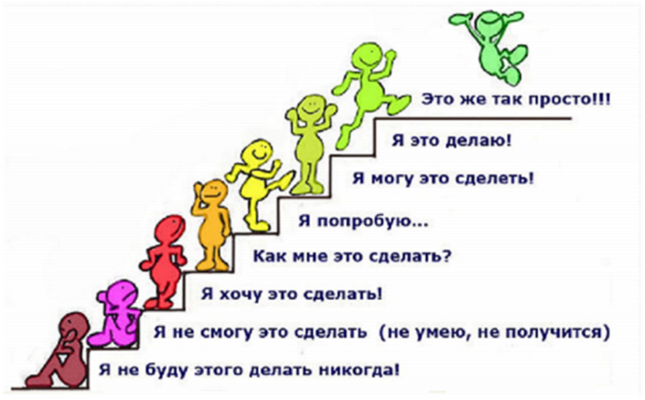 Это же так просто!!!
Я это делаю!
Я могу это сделеть!
Я попробую...
Как мне это сделать?
Я хочу это сделать!
Я не смогу это сделать (не умею, не получится)
Я не буду этого делать никогда!